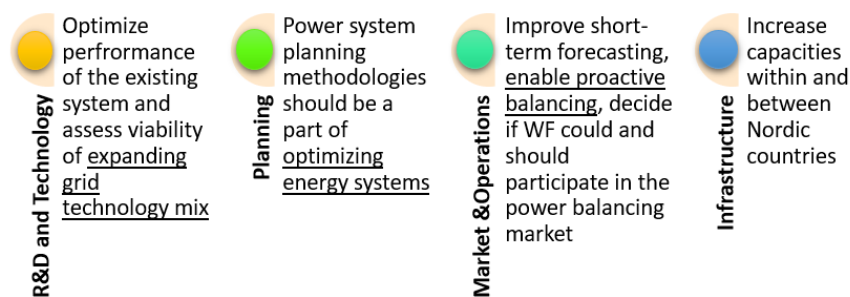 R&D and Technology
Optimize
perfrormance
of the existing
system and
assess viability
of expanding
grid
technology mix
Planning
Power system
planning
methodologies
should be a
part of
optimizing
energy systems
Market &Operations
Improve short-
term forecasting,
enable proactive
balancing, decide
if WF could and
should
participate in the
power balancing
market
Infrastructure
Increase
capacities
within and
between
Nordic
countries